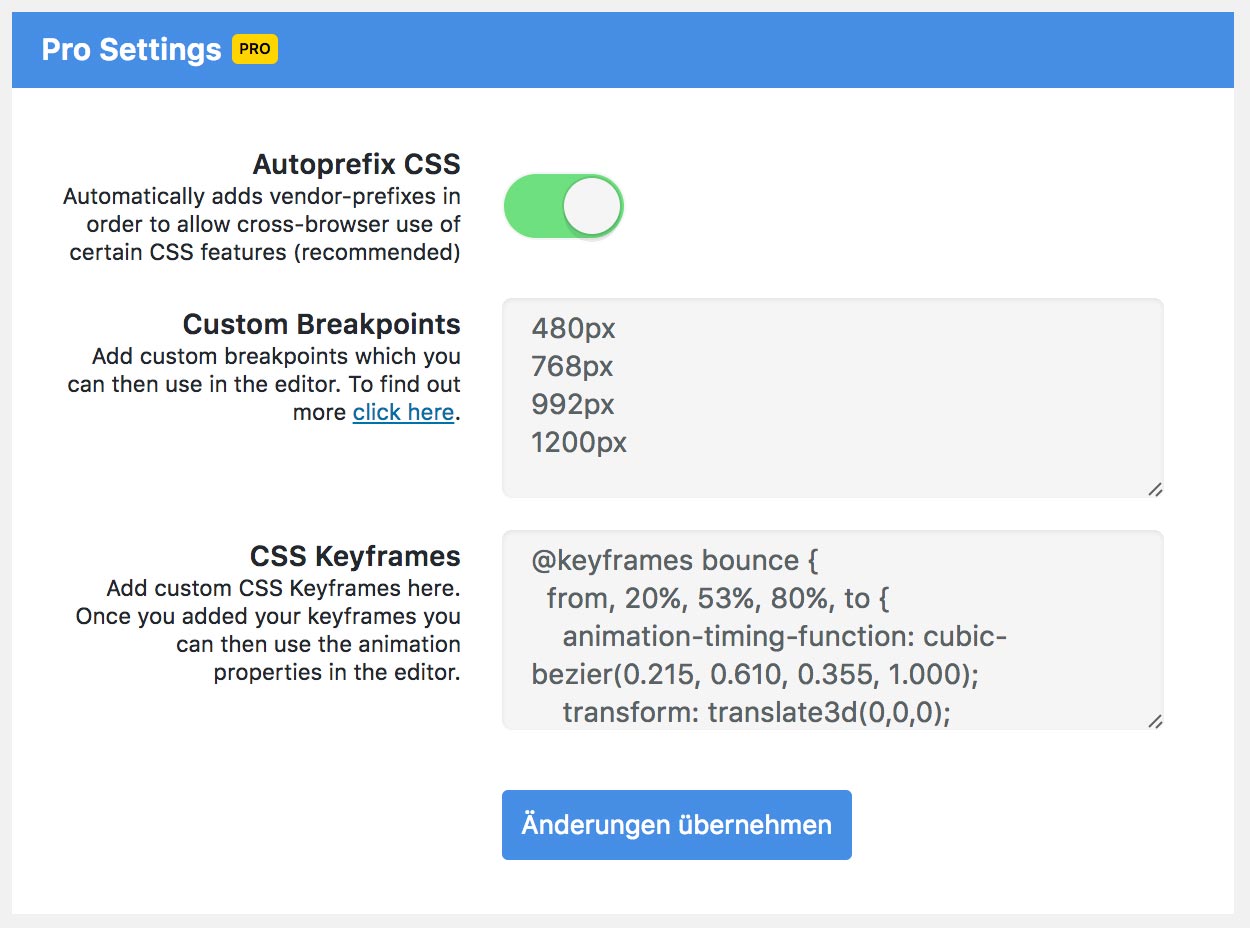 Pro Settings PRO
Autoprefix CSS
Automatically adds vendor-prefixes in
order to allow cross-browser use of
certain CSS features (recommended)
Custom Breakpoints
Add custom breakpoints which you
can then use in the editor. To find out
more click here.
480px
768px
992px
1200px
CSS Keyframes
Add custom CSS Keyframes here.
Once you added your keyframes you
can then use the animation
properties in the editor.
@keyframes bounce {
from, 20%, 53%, 80%, to {
animation-timing-function: cubic-
bezier(0.215, 0.610, 0.355, 1.000);
transform: translate3d(0,0,0);
Änderungen übernehmen